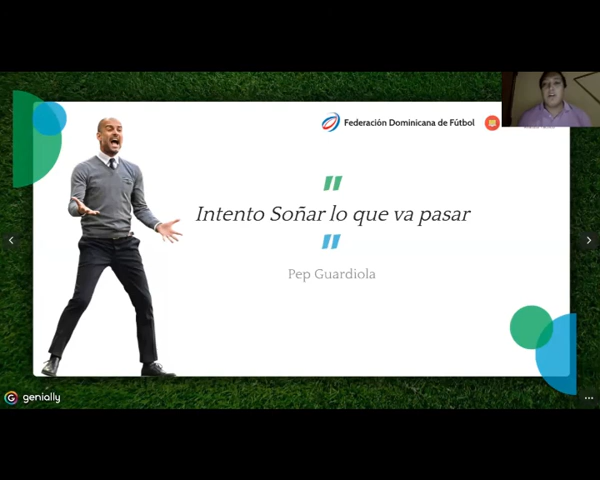 Federación Dominicana de Fútbol
Intento Soñar lo que va pasar
Pep Guardiola
genially